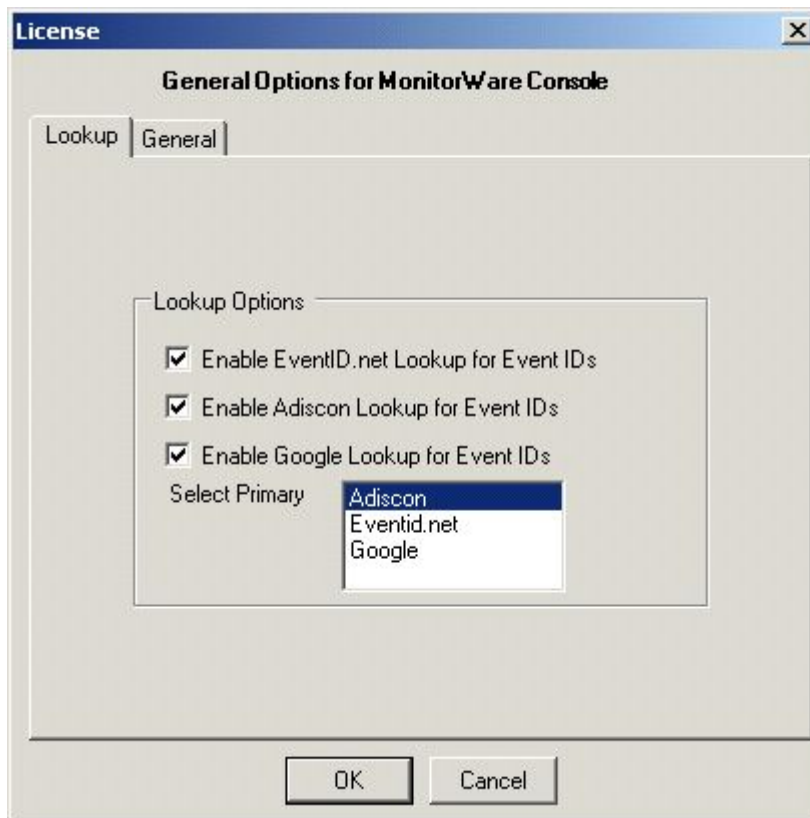 License
General Options for MonitorWare Console
Lookup General
Lookup Options
Enable EventID.net Lookup for Event IDs
Enable Adiscon Lookup for Event IDs
Enable Google Lookup for Event IDs
Select Primary Adiscon
Eventid.net
Google
OK Cancel